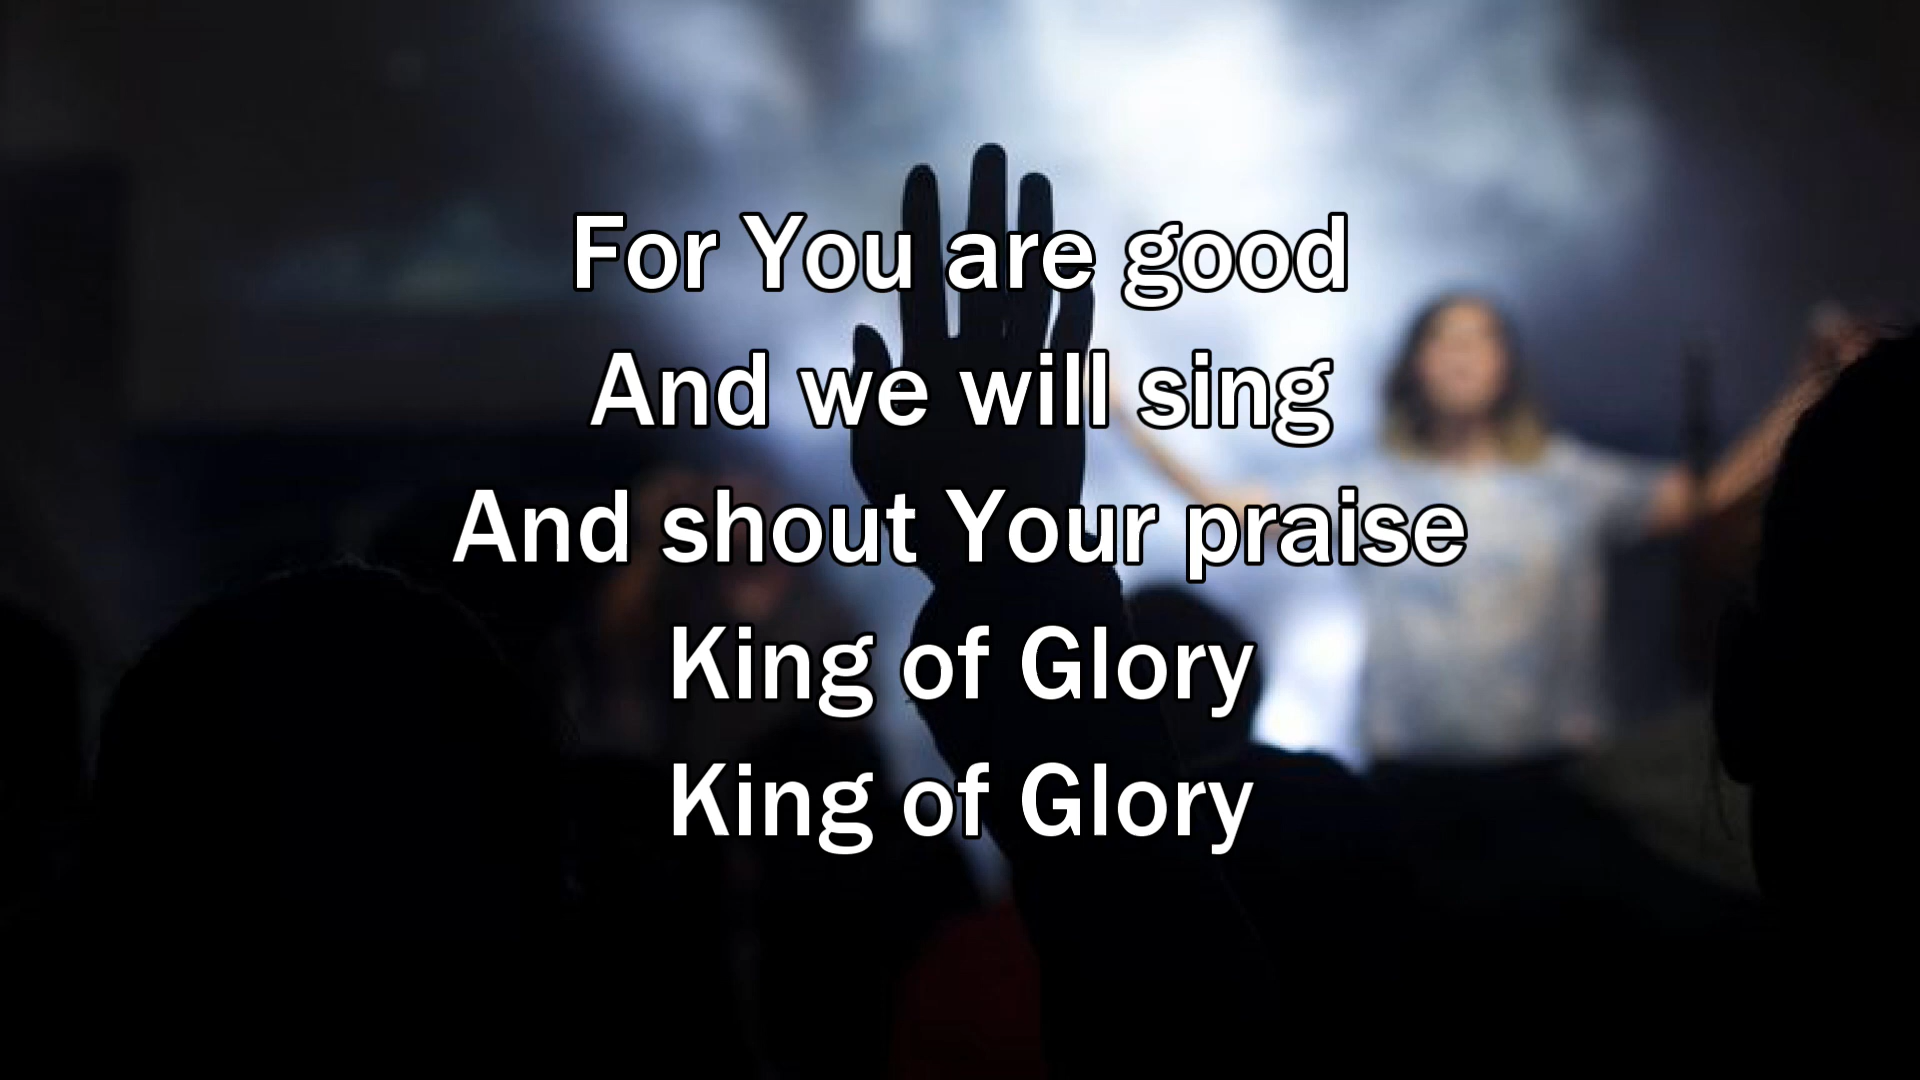 For You are good
And we will sing
And shout Your praise
King of Glory
King of Glory